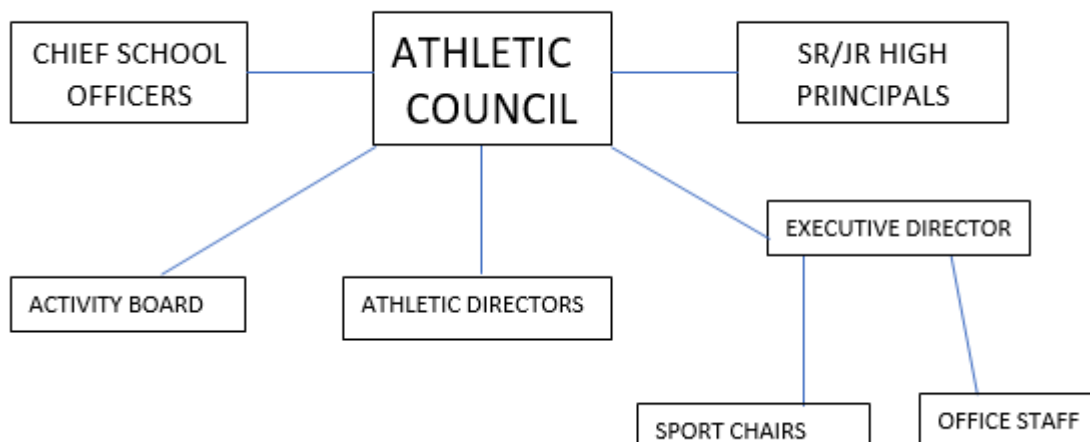 CHIEF SCHOOL
OFFICERS
ATHLETIC
COUNCIL
SR/JR HIGH
PRINCIPALS
EXECUTIVE DIRECTOR
ACTIVITY BOARD
ATHLETIC DIRECTORS
SPORT CHAIRS
OFFICE STAFF